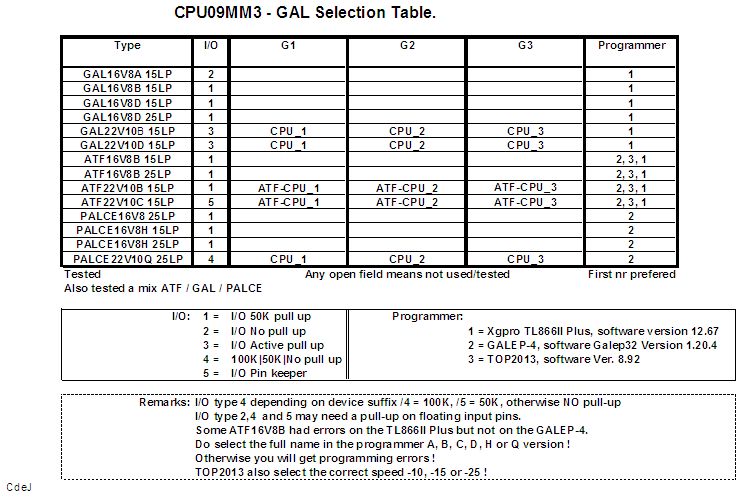 CPU09MM3 - GAL Selection Table.
Type I/O G1 G2 G3 Programmer
GAL16V8A 15LP 2 1
GAL16V8B 15LP 1 1
GAL16V8D 15LP 1 1
GAL16V8D 25LP 1 1
GAL22V10B 15LP 3 CPU_1 CPU_2 CPU_3 1
GAL22V10D 15LP 3 CPU_1 CPU_2 CPU_3 1
ATF16V8B 15LP 1 2, 3, 1
ATF16V8B 25LP 1 2, 3, 1
ATF22V10B 15LP 1 ATF-CPU_1 ATF-CPU_2 ATF-CPU_3 2, 3, 1
ATF22V10C 15LP 5 ATF-CPU_1 ATF-CPU_2 ATF-CPU_3 2, 3, 1
PALCE16V8 25LP 1 2
PALCE16V8H 15LP 1 2
PALCE16V8H 25LP 1 2
PALCE22V10Q 25LP 4 CPU_1 CPU_2 CPU_3 2
Tested Any open field means not used/tested First nr prefered
Also tested a mix ATF / GAL / PALCE
I/O: 1 = I/O 50K pull up Programmer:
2 = I/O No pull up 1 = Xgpro TL866II Plus, software version 12.67
3 = I/O Active pull up 2 = GALEP-4, software Galep32 Version 1.20.4
4 = 100K|50K|No pull up 3 = TOP2013, software Ver. 8.92
5 = I/O Pin keeper
Remarks: I/O type 4 depending on device suffix /4 = 100K, /5 = 50K, otherwise NO pull-up
I/O type 2,4 and 5 may need a pull-up on floating input pins.
Some ATF16V8B had errors on the TL866II Plus but not on the GALEP-4.
Do select the full name in the programmer A, B, C, D, H or Q version !
Otherwise you will get programming errors !
TOP2013 also select the correct speed -10, -15 or -25 !
CdeJ